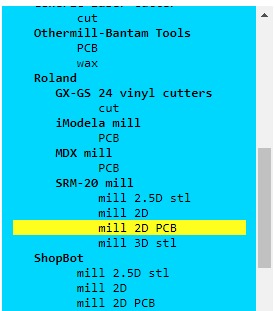 cut
Othermill-Bantam Tools
PCB
wax
Roland
GX-GS 24 vinyl cutters
cut
iModela mill
PCB
MDX mill
PCB
SRM-20 mill
mill 2.5D stl
mill 2D
mill 2D PCB
mill 3D stl
ShopBot
mill 2.5D stl
mill 2D
mill 2D PCB